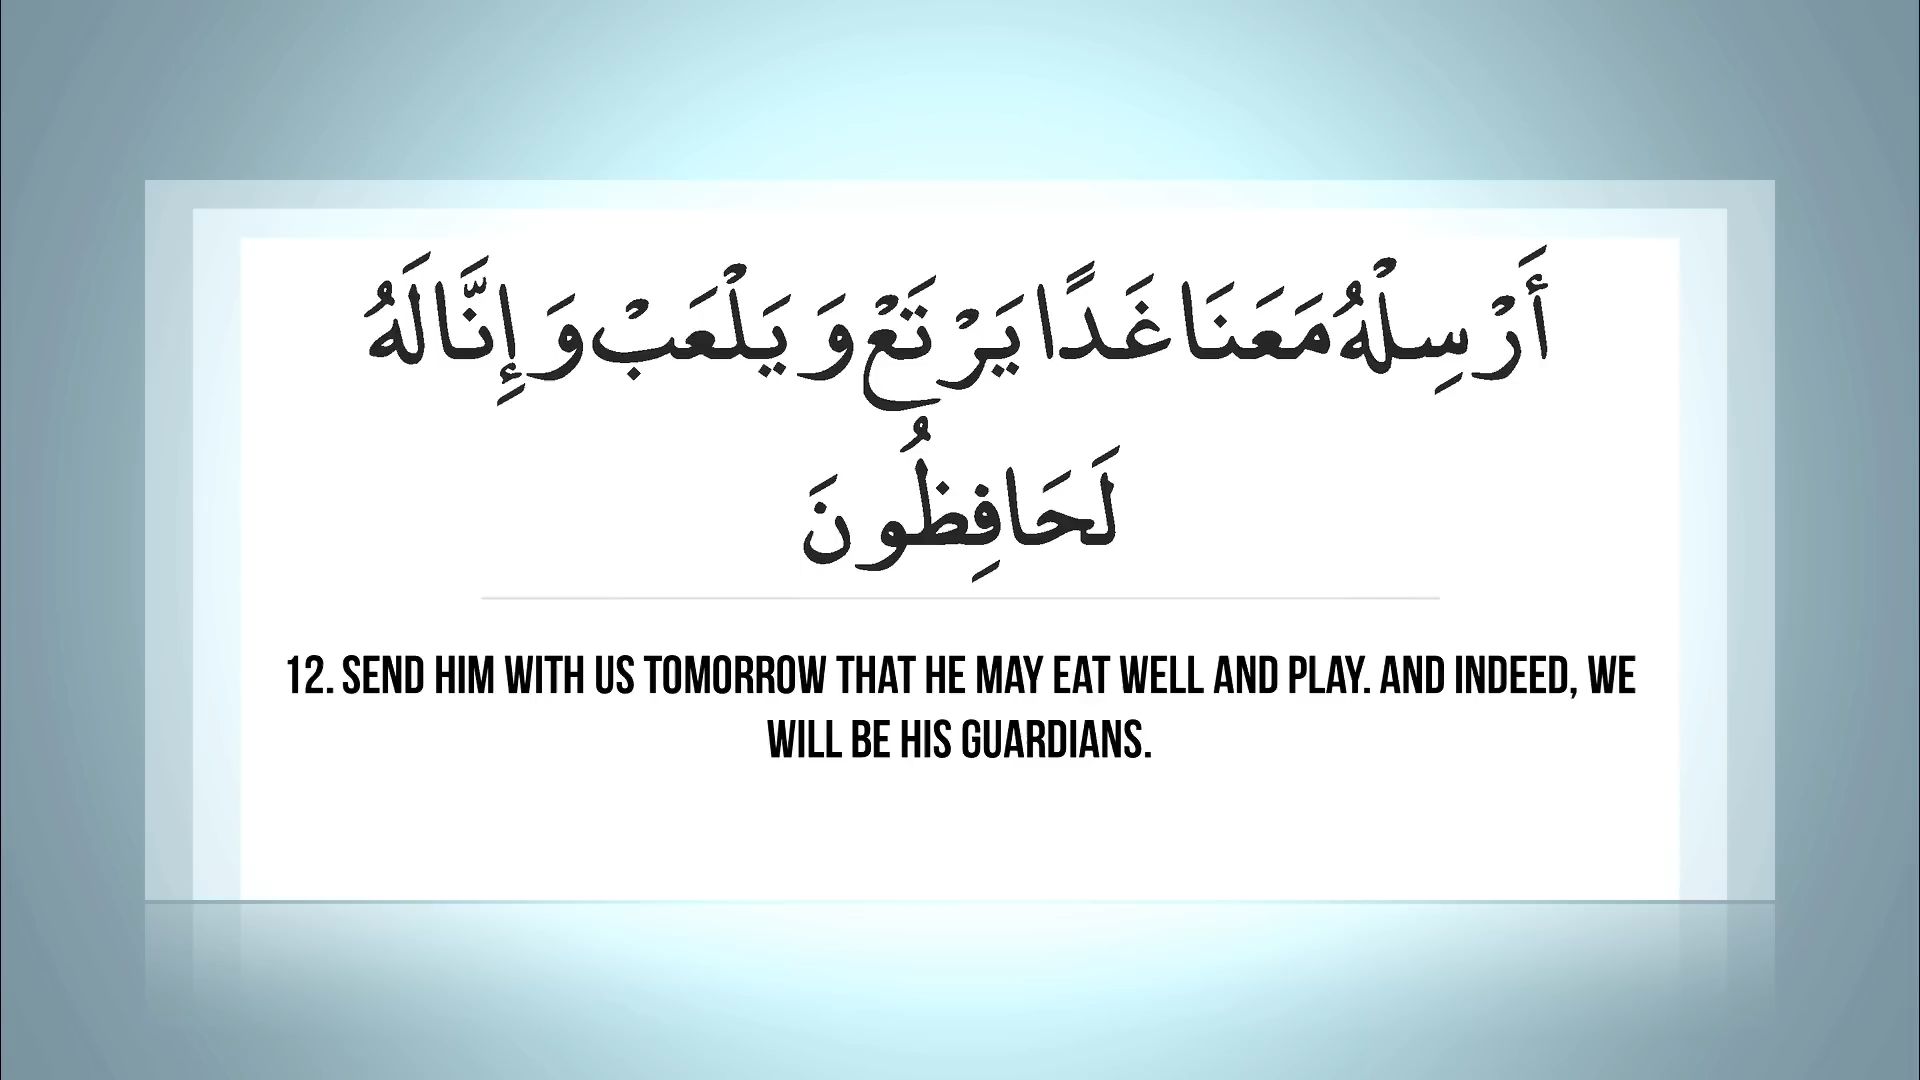 أَرْسِلْهُ مَعَنَا غَدًا يَرْتَعْ وَيَلْعَبْ وَإِنَّا لَهُ
لَحَافِظُونَ
12. SEND HIM WITH US TOMORROW THAT HE MAY EAT WELL AND PLAY. AND INDEED, WE
WILL BE HIS GUARDIANS.